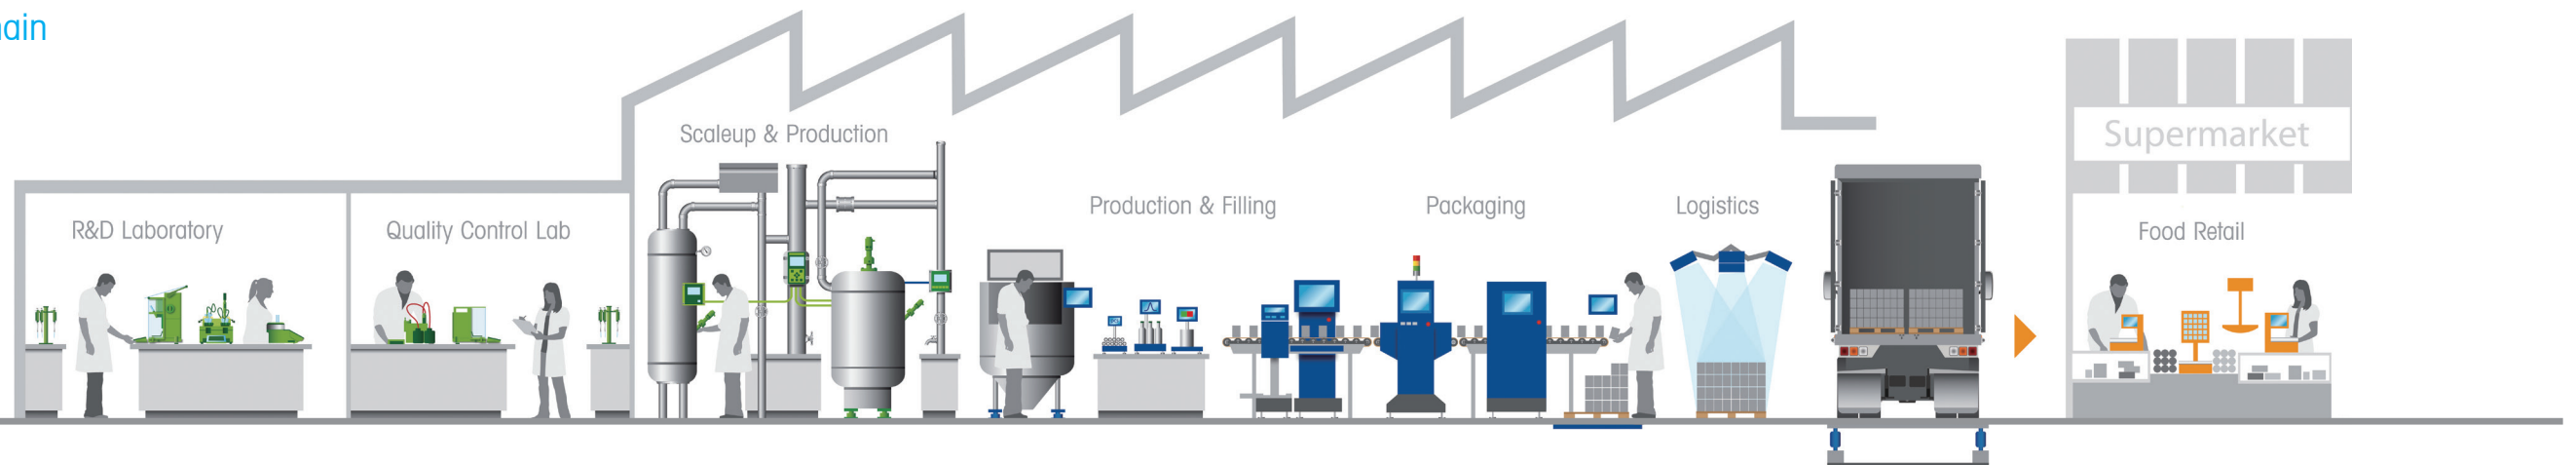 ain
Scaleup & Production
Supermarket
Production & Filling
Packaging
Logistics
R&D Laboratory
Quality Control Lab
Food Retail